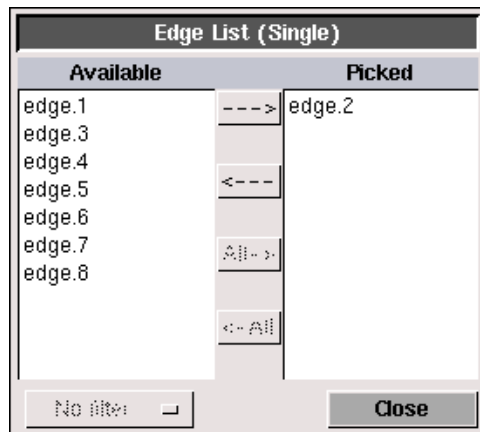 Edge List (Single)
Available
Picked
edge.1
edge.3
edge.4
edge.5
edge.6
edge.7
edge.8
--->
<---
All->
<-All
edge.2
No filter
Close